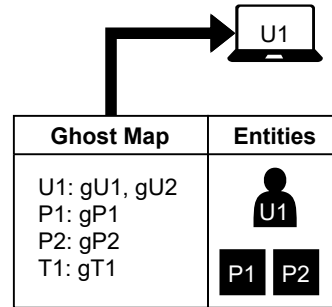 U1
Ghost Map
Entities
U1: gU1, gU2
P1: gP1
P2: gP2
T1: gT1
U1
P1 P2